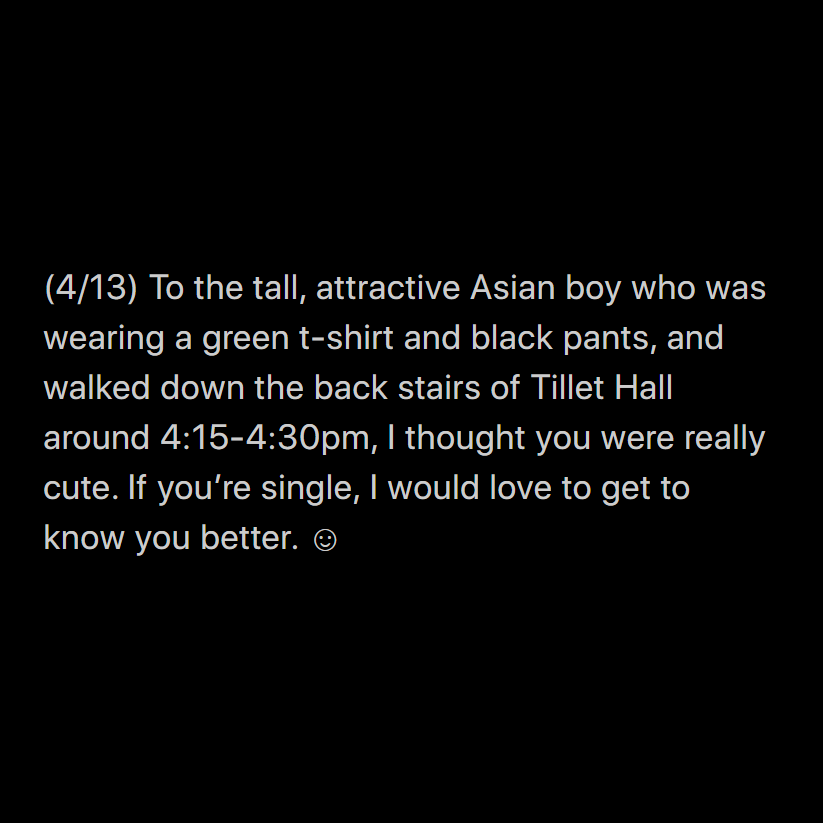 (4/13) To the tall, attractive Asian boy who was
wearing a green t-shirt and black pants, and
walked down the back stairs of Tillet Hall
around 4:15-4:30pm, I thought you were really
cute. If you’re single, I would love to get to
know you better. ☺